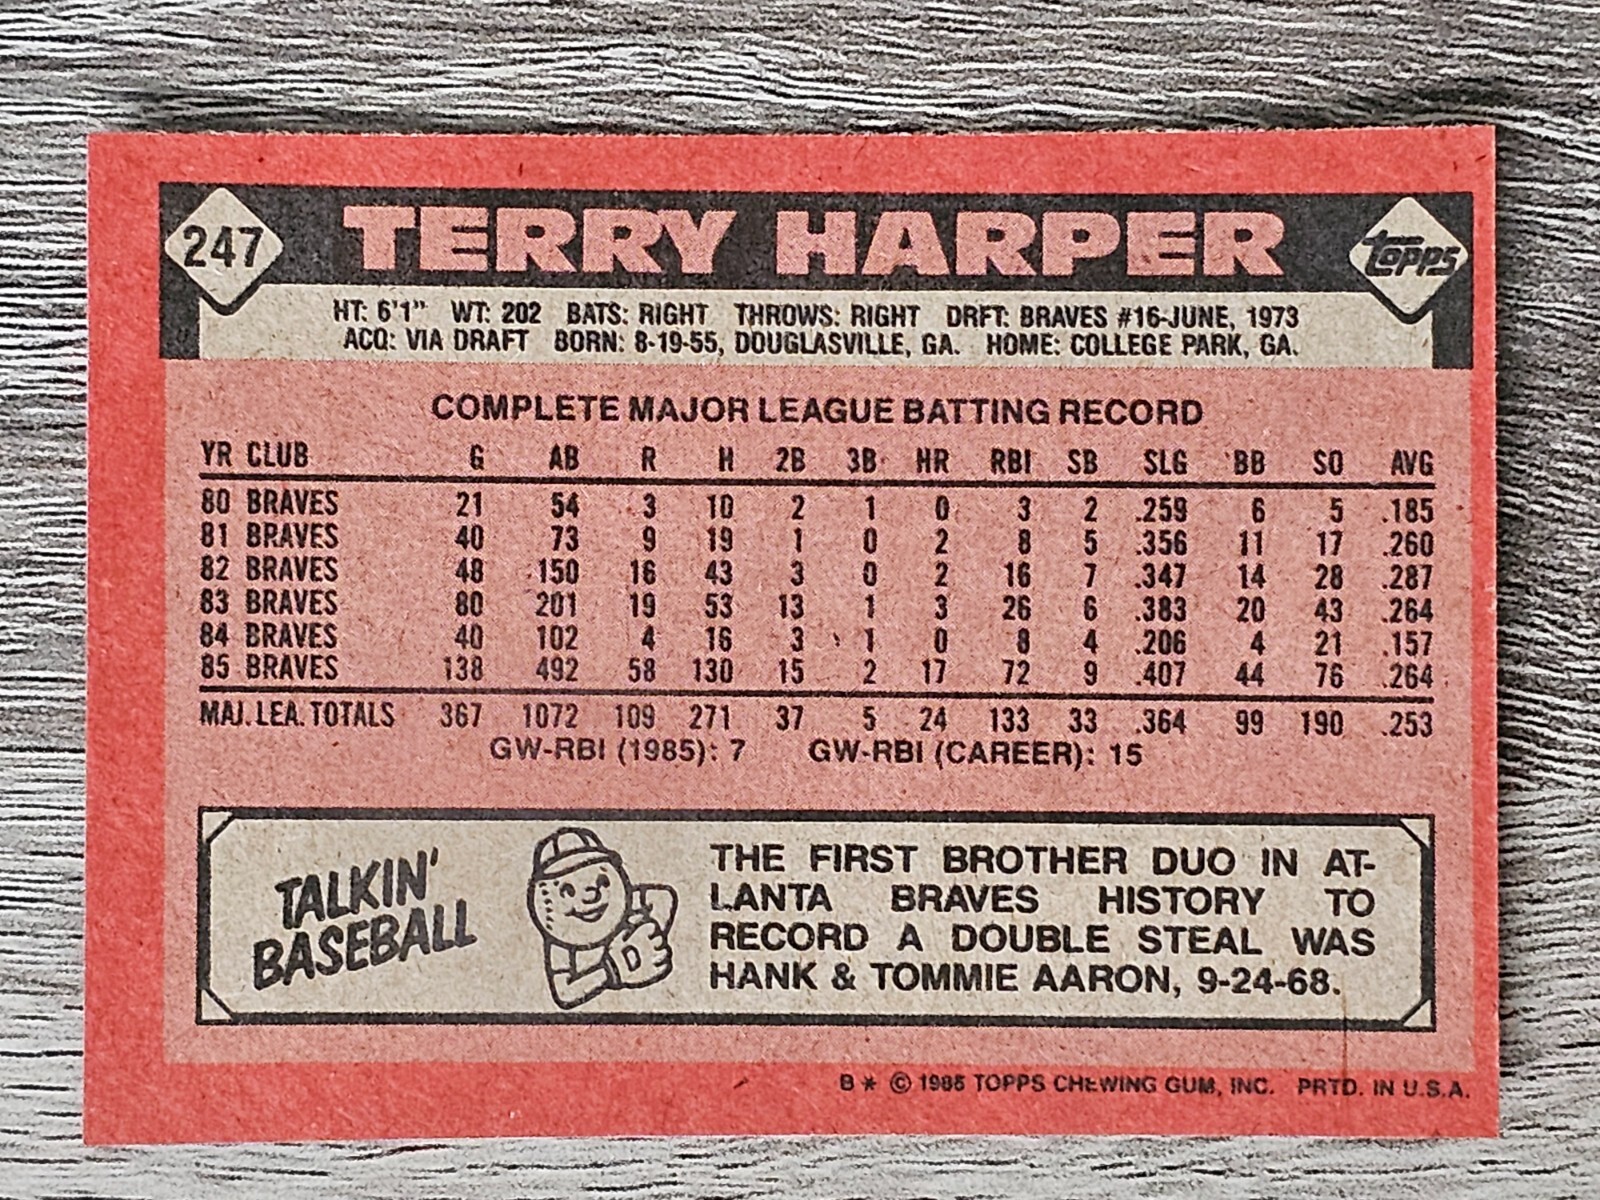 247 TERRY HARPER topps
HT: 6'1" WT: 202 BATS: RIGHT THROWS: RIGHT DRFT: BRAVES #16-JUNE, 1973
ACQ: VIA DRAFT BORN: 8-19-55, DOUGLASVILLE, GA. HOME: COLLEGE PARK, GA.
COMPLETE MAJOR LEAGUE BATTING RECORD
YR CLUB G AB R H 2B 3B HR RBI SB SLG BB SO AVG
80 BRAVES 21 54 3 10 2 1 0 3 2 .259 6 5 .185
81 BRAVES 40 73 9 19 1 0 2 8 5 .356 11 17 .260
82 BRAVES 48 150 16 43 3 0 2 16 7 .347 14 28 .287
83 BRAVES 80 201 19 53 13 1 3 26 6 .383 20 43 .264
84 BRAVES 40 102 4 16 3 1 0 8 4 .206 4 21 .157
85 BRAVES 138 492 58 130 15 2 17 72 9 .407 44 76 .264
MAJ. LEA. TOTALS 367 1072 109 271 37 5 24 133 33 .364 99 190 .253
GW-RBI (1985): 7 GW-RBI (CAREER): 15
TALKIN'
BASEBALL
THE FIRST BROTHER DUO IN AT-
LANTA BRAVES HISTORY TO
RECORD A DOUBLE STEAL WAS
HANK & TOMMIE AARON, 9-24-68.
B * © 1986 TOPPS CHEWING GUM, INC. PRTD. IN U.S.A.